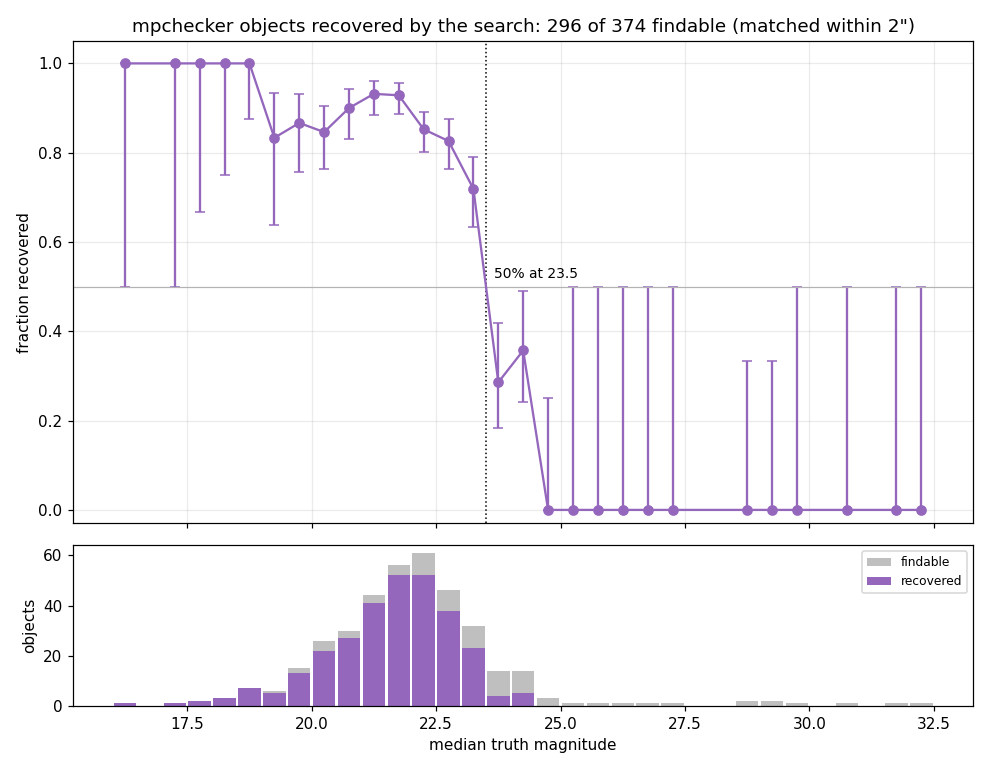 mpchecker objects recovered by the search: 296 of 374 findable (matched within 2")
1.0
0.8
0.6
0.4
0.2
0.0
fraction recovered
50% at 23.5
60
40
20
0
objects
findable
recovered
17.5 20.0 22.5 25.0 27.5 30.0 32.5
median truth magnitude